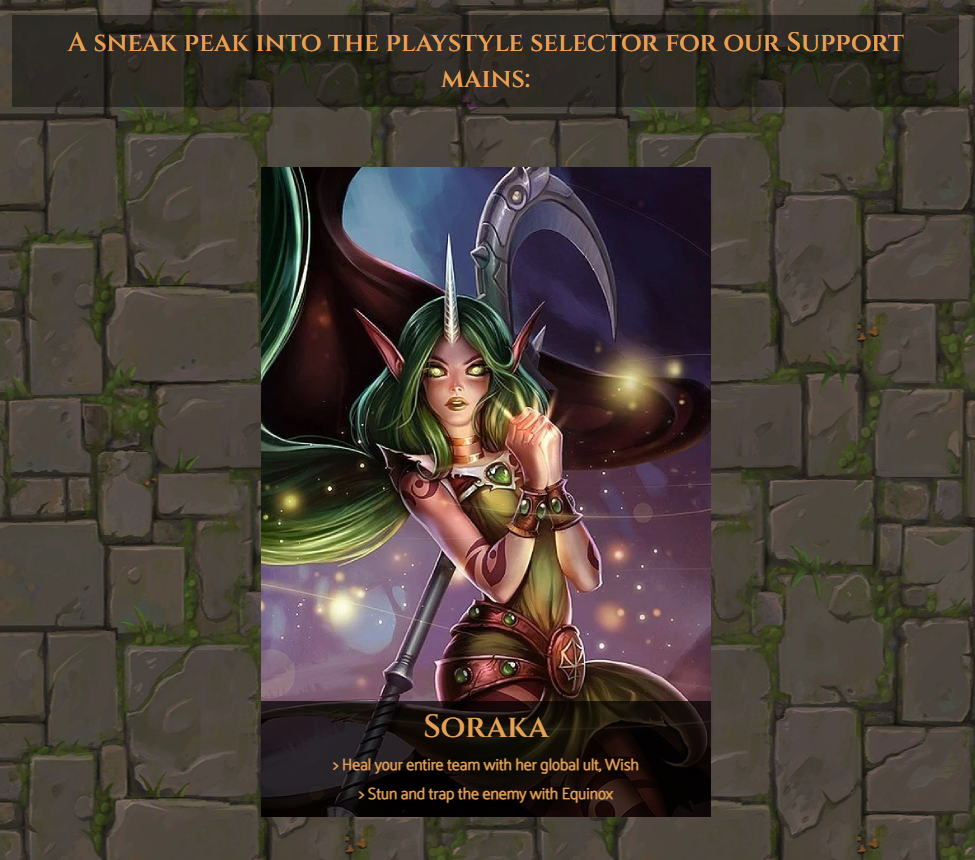 A sneak peak into the playstyle selector for our Support
mains:
Soraka
> Heal your entire team with her global ult, Wish
> Stun and trap the enemy with Equinox